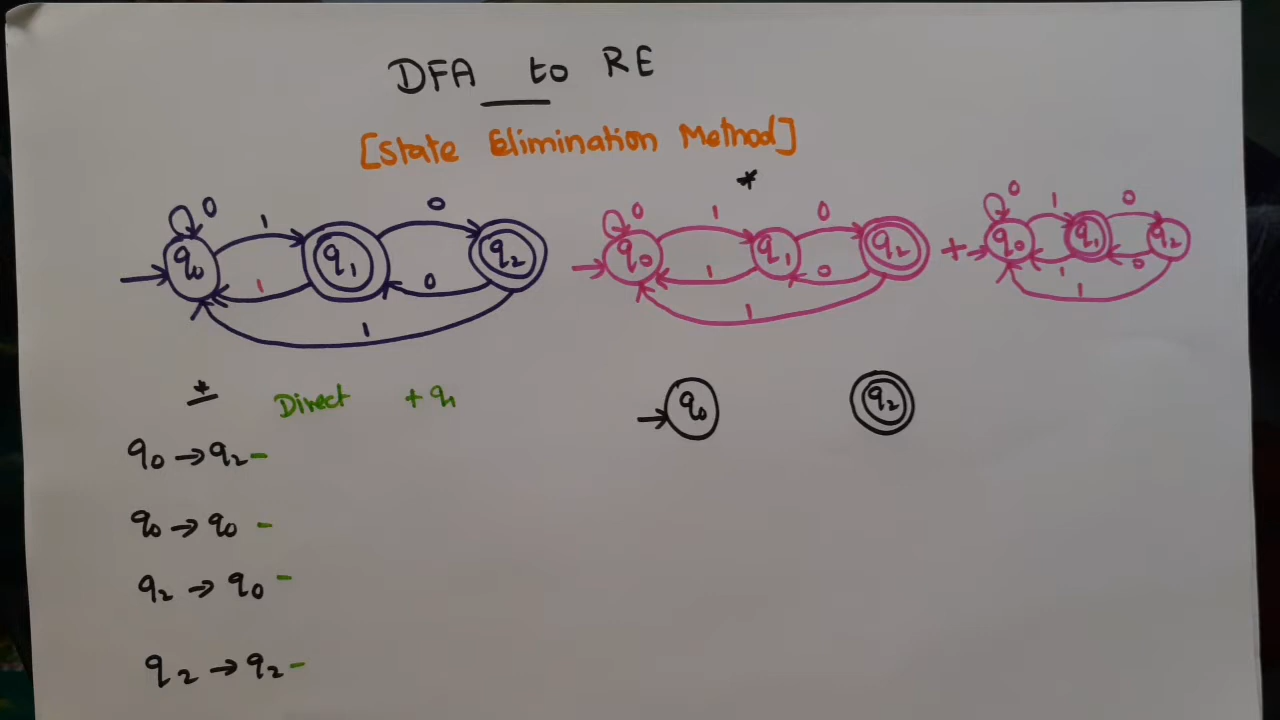 DFA to RE
[State Elimination Method]
*
0 1 0 0 1 0 + 0 1 0
q0 q1 q2 q0 q1 q2 q0 q1 q2
1 0 1 0 1 0
1 1 1
* Direct + q1
q0 q2
q0 → q2 -
q0 → q0 -
q2 → q0 -
q2 → q2 -